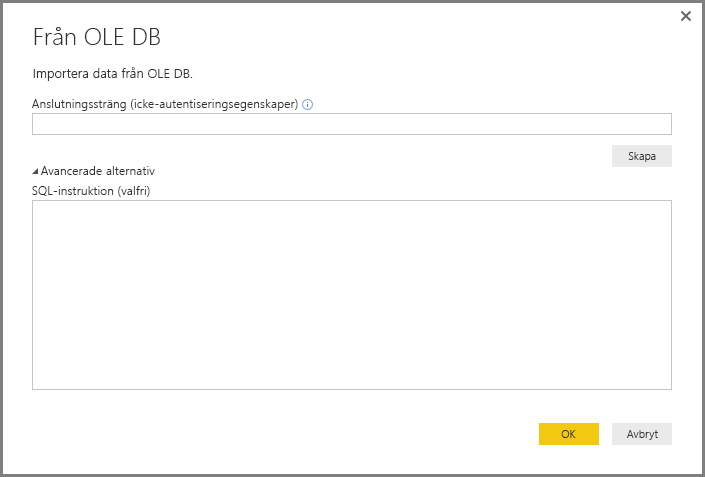 Från OLE DB
Importera data från OLE DB.
Anslutningssträng (icke-autentiseringsegenskaper)
Skapa
Avancerade alternativ
SQL-instruktion (valfri)
OK
Avbryt